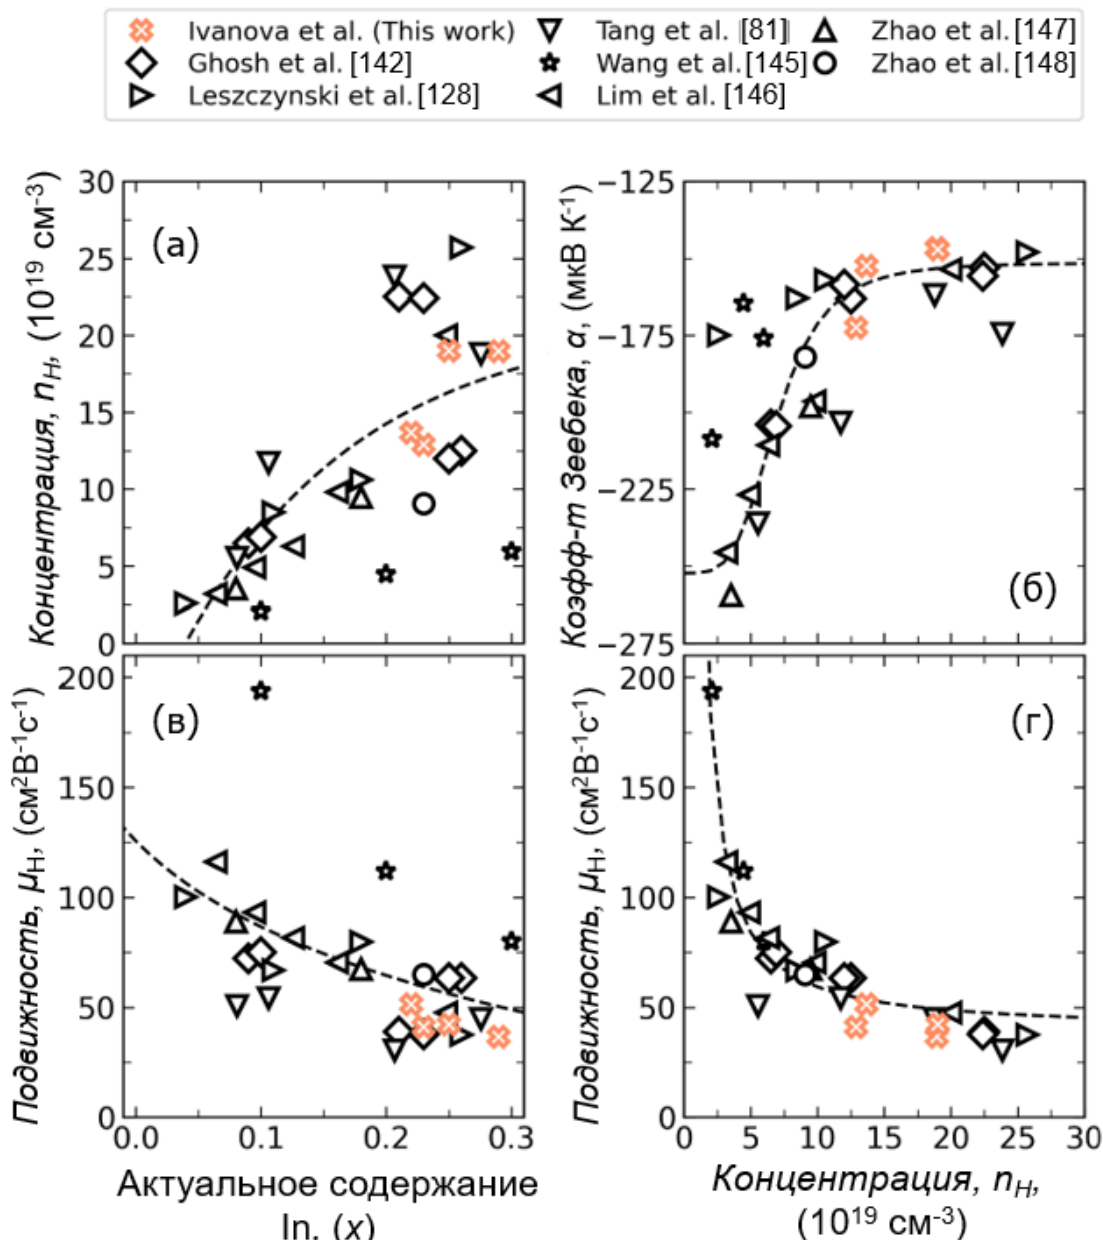 Ivanova et al. (This work)
Tang et al. [81]
Zhao et al. [147]
Ghosh et al. [142]
Wang et al. [145]
Zhao et al. [148]
Leszczynski et al. [128]
Lim et al. [146]
Концентрация, nH, (10¹⁹ см⁻³)
30
25
20
15
10
5
0
(а)
Коэфф-т Зеебека, α, (мкВ К⁻¹)
−125
−175
−225
−275
(б)
Подвижность, μH, (см²В⁻¹с⁻¹)
200
150
100
50
0
(в)
0.0 0.1 0.2 0.3
Актуальное содержание
In, (x)
Подвижность, μH, (см²В⁻¹с⁻¹)
200
150
100
50
0
(г)
0 5 10 15 20 25 30
Концентрация, nH,
(10¹⁹ см⁻³)